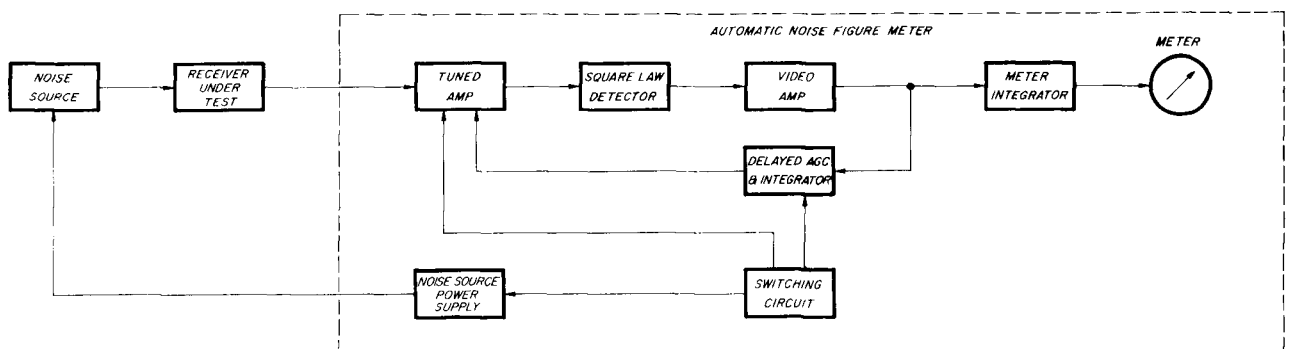 AUTOMATIC NOISE FIGURE METER
METER
NOISE
SOURCE
RECEIVER
UNDER
TEST
TUNED
AMP
SQUARE LAW
DETECTOR
VIDEO
AMP
METER
INTEGRATOR
DELAYED AGC
& INTEGRATOR
NOISE SOURCE
POWER
SUPPLY
SWITCHING
CIRCUIT